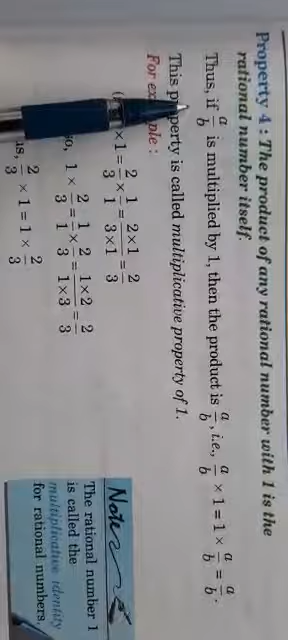 Property 4 : The product of any rational number with 1 is the
rational number itself.
Thus, if a/b is multiplied by 1, then the product is a/b, i.e., a/b × 1 = 1 × a/b = a/b.
This property is called multiplicative property of 1.
For example :
× 1 = 2/3 × 1/1 = 2×1/3×1 = 2/3
so, 1 × 2/3 = 1/1 × 2/3 = 1×2/1×3 = 2/3
2/3 × 1 = 1 × 2/3
Note
The rational number 1
is called the
multiplicative identity
for rational numbers.